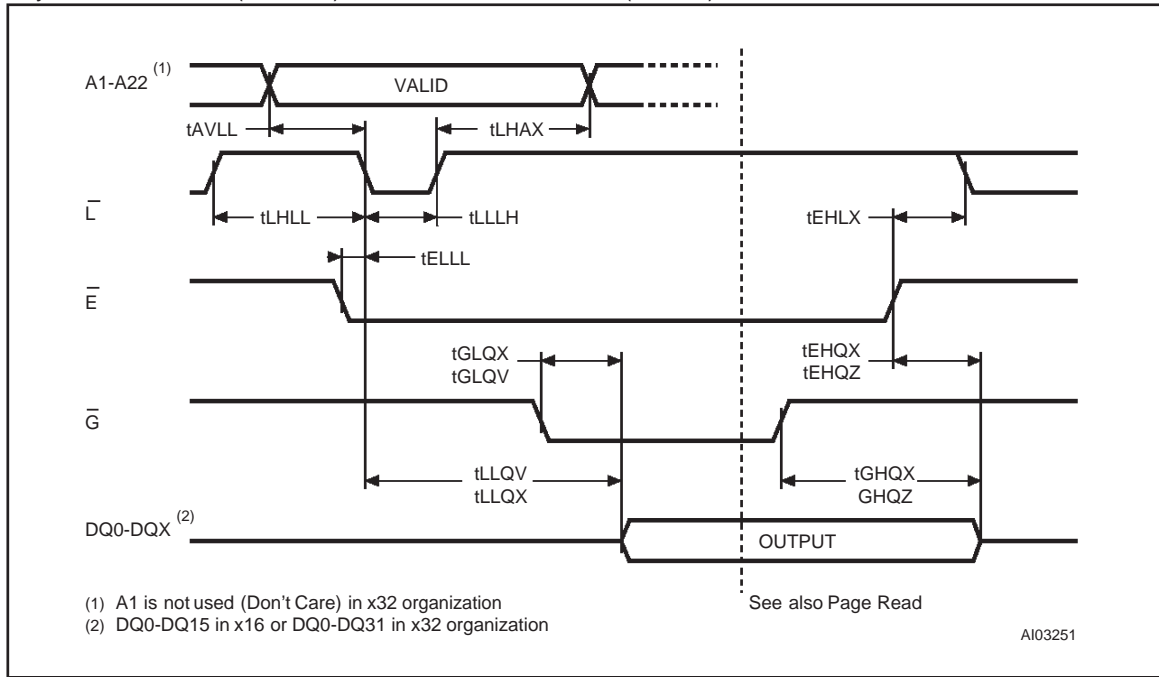 A1-A22 (1)
VALID
tAVLL
tLHAX
L
tLHLL
tLLLH
tEHLX
tELLL
E
tGLQX
tGLQV
tEHQX
tEHQZ
G
tLLQV
tLLQX
tGHQX
GHQZ
DQ0-DQX (2)
OUTPUT
(1) A1 is not used (Don't Care) in x32 organization
(2) DQ0-DQ15 in x16 or DQ0-DQ31 in x32 organization
See also Page Read
AI03251